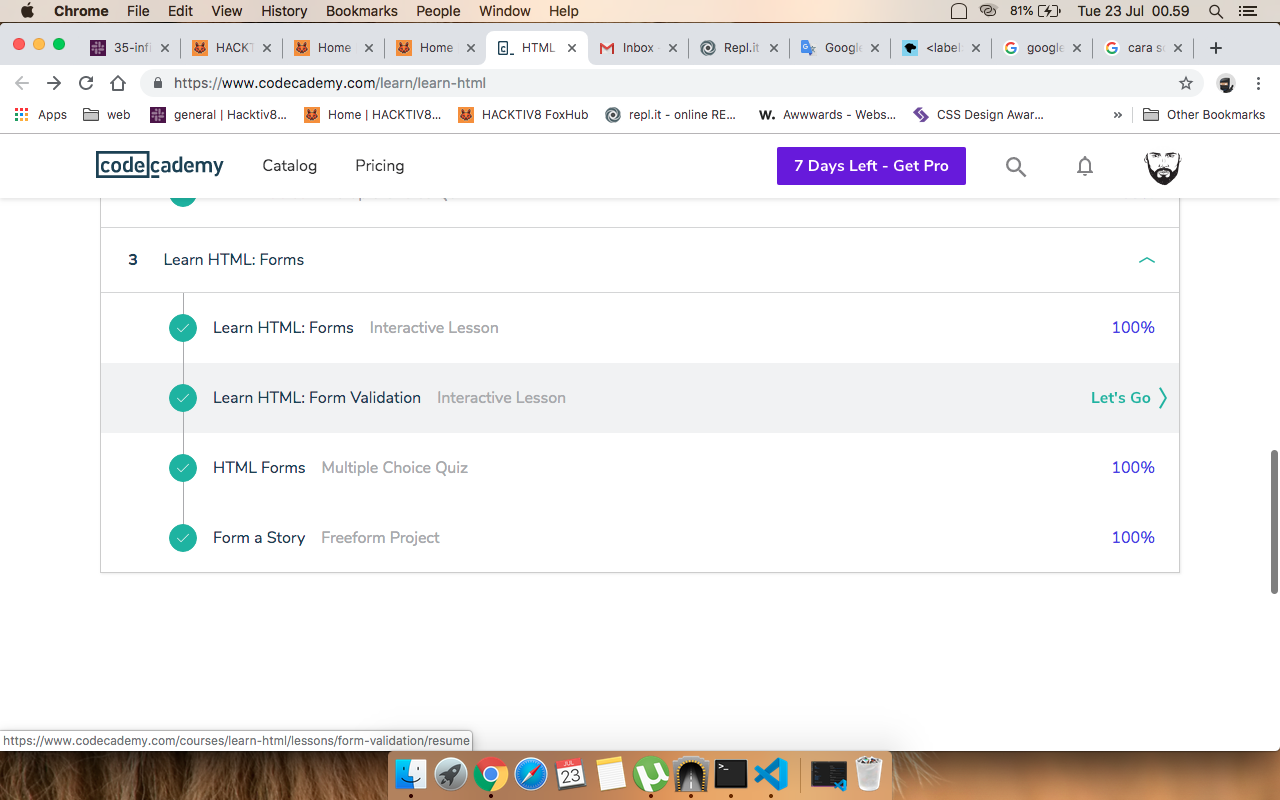 Chrome File Edit View History Bookmarks People Window Help 81% Tue 23 Jul 00.59
35-infi HACKT Home Home HTML Inbox Repl.it Google <label google cara se
https://www.codecademy.com/learn/learn-html
Apps web general | Hacktiv8... Home | HACKTIV8... HACKTIV8 FoxHub repl.it - online RE... W. Awwwards - Webs... CSS Design Awar... » Other Bookmarks
codecademy Catalog Pricing 7 Days Left - Get Pro
3 Learn HTML: Forms
Learn HTML: Forms Interactive Lesson 100%
Learn HTML: Form Validation Interactive Lesson Let's Go
HTML Forms Multiple Choice Quiz 100%
Form a Story Freeform Project 100%
https://www.codecademy.com/courses/learn-html/lessons/form-validation/resume
JUL
23